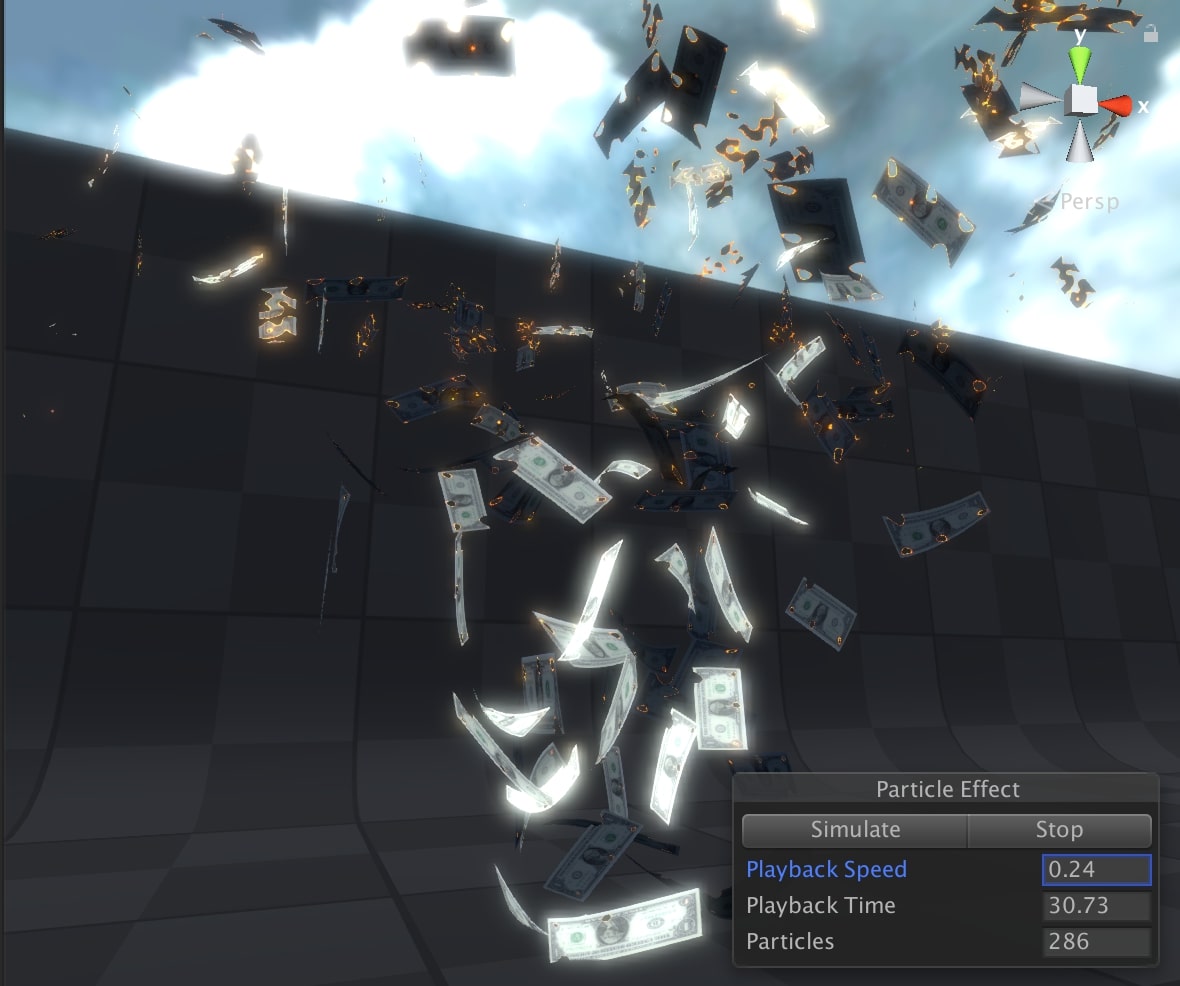 y
x
Persp
Particle Effect
Simulate Stop
Playback Speed 0.24
Playback Time 30.73
Particles 286